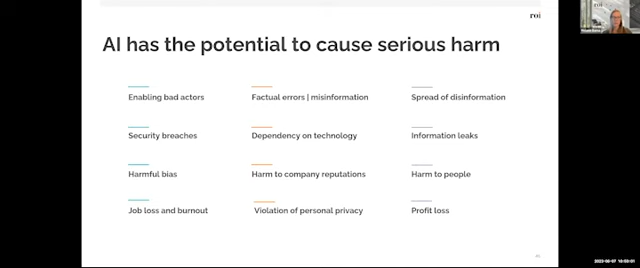 roi
AI has the potential to cause serious harm
Enabling bad actors
Factual errors | misinformation
Spread of disinformation
Security breaches
Dependency on technology
Information leaks
Harmful bias
Harm to company reputations
Harm to people
Job loss and burnout
Violation of personal privacy
Profit loss